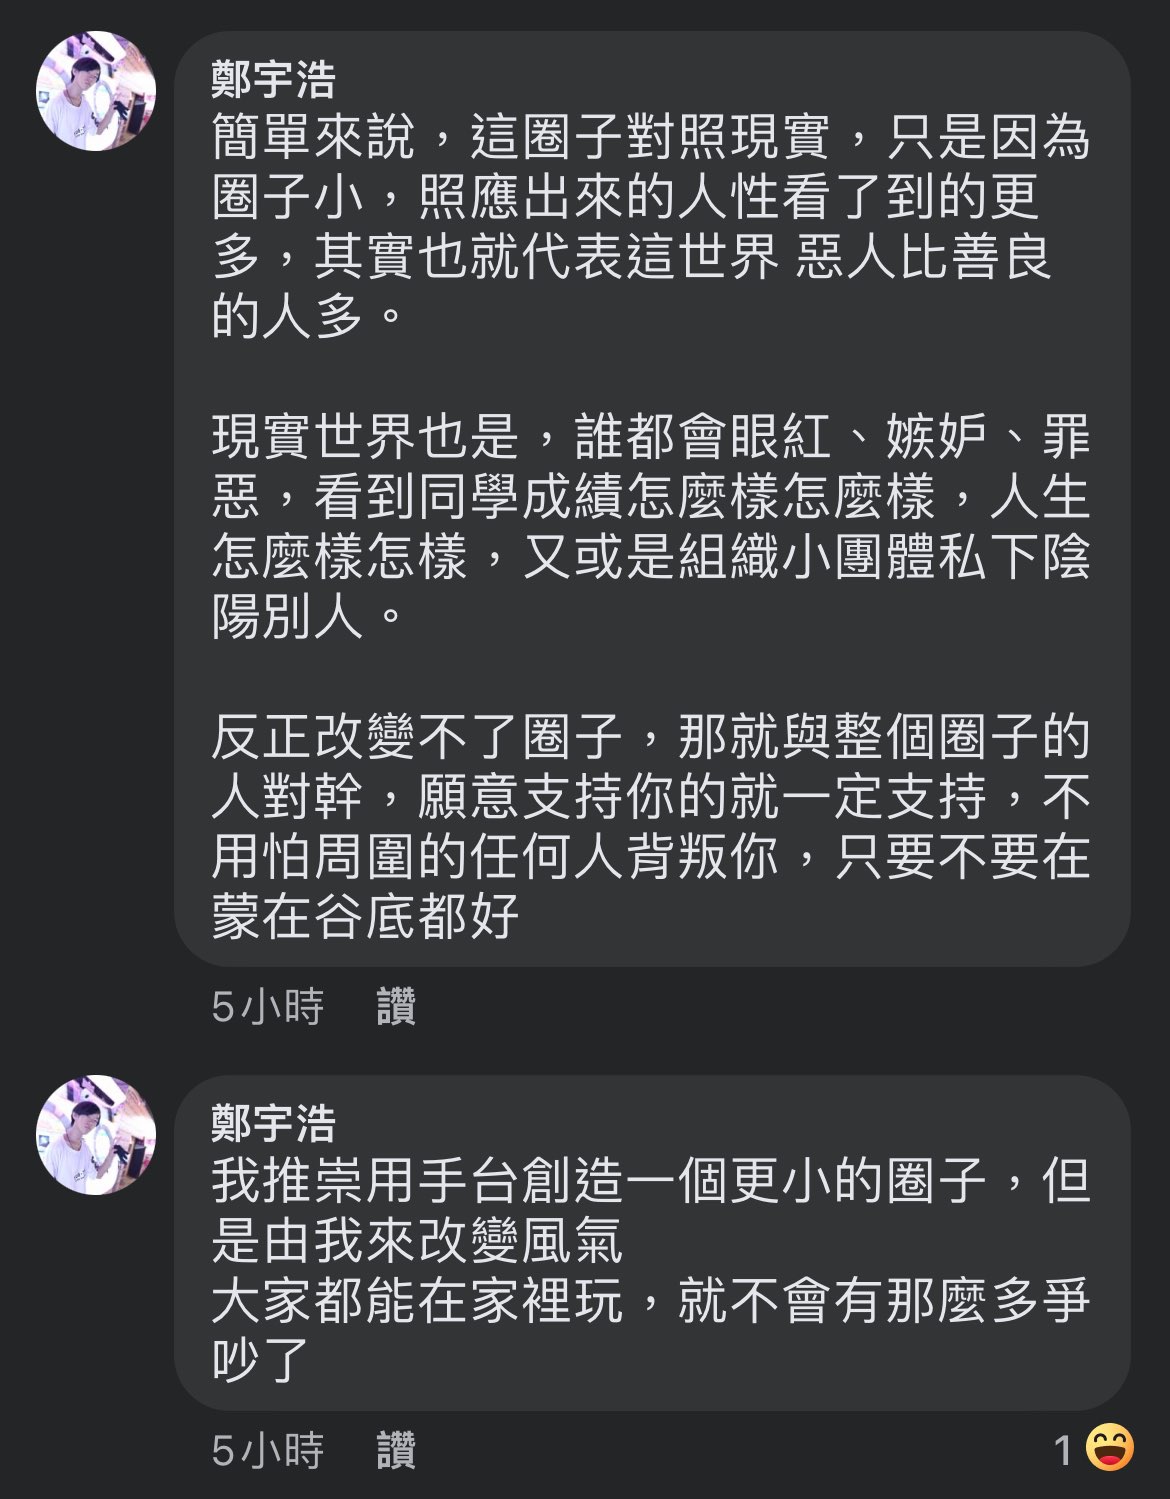 鄭宇浩
簡單來說，這圈子對照現實，只是因為
圈子小，照應出來的人性看了到的更
多，其實也就代表這世界 惡人比善良
的人多。
現實世界也是，誰都會眼紅、嫉妒、罪
惡，看到同學成績怎麼樣怎麼樣，人生
怎麼樣怎樣，又或是組織小團體私下陰
陽別人。
反正改變不了圈子，那就與整個圈子的
人對幹，願意支持你的就一定支持，不
用怕周圍的任何人背叛你，只要不要在
蒙在谷底都好
5小時 讚
鄭宇浩
我推崇用手台創造一個更小的圈子，但
是由我來改變風氣
大家都能在家裡玩，就不會有那麼多爭
吵了
5小時 讚 1